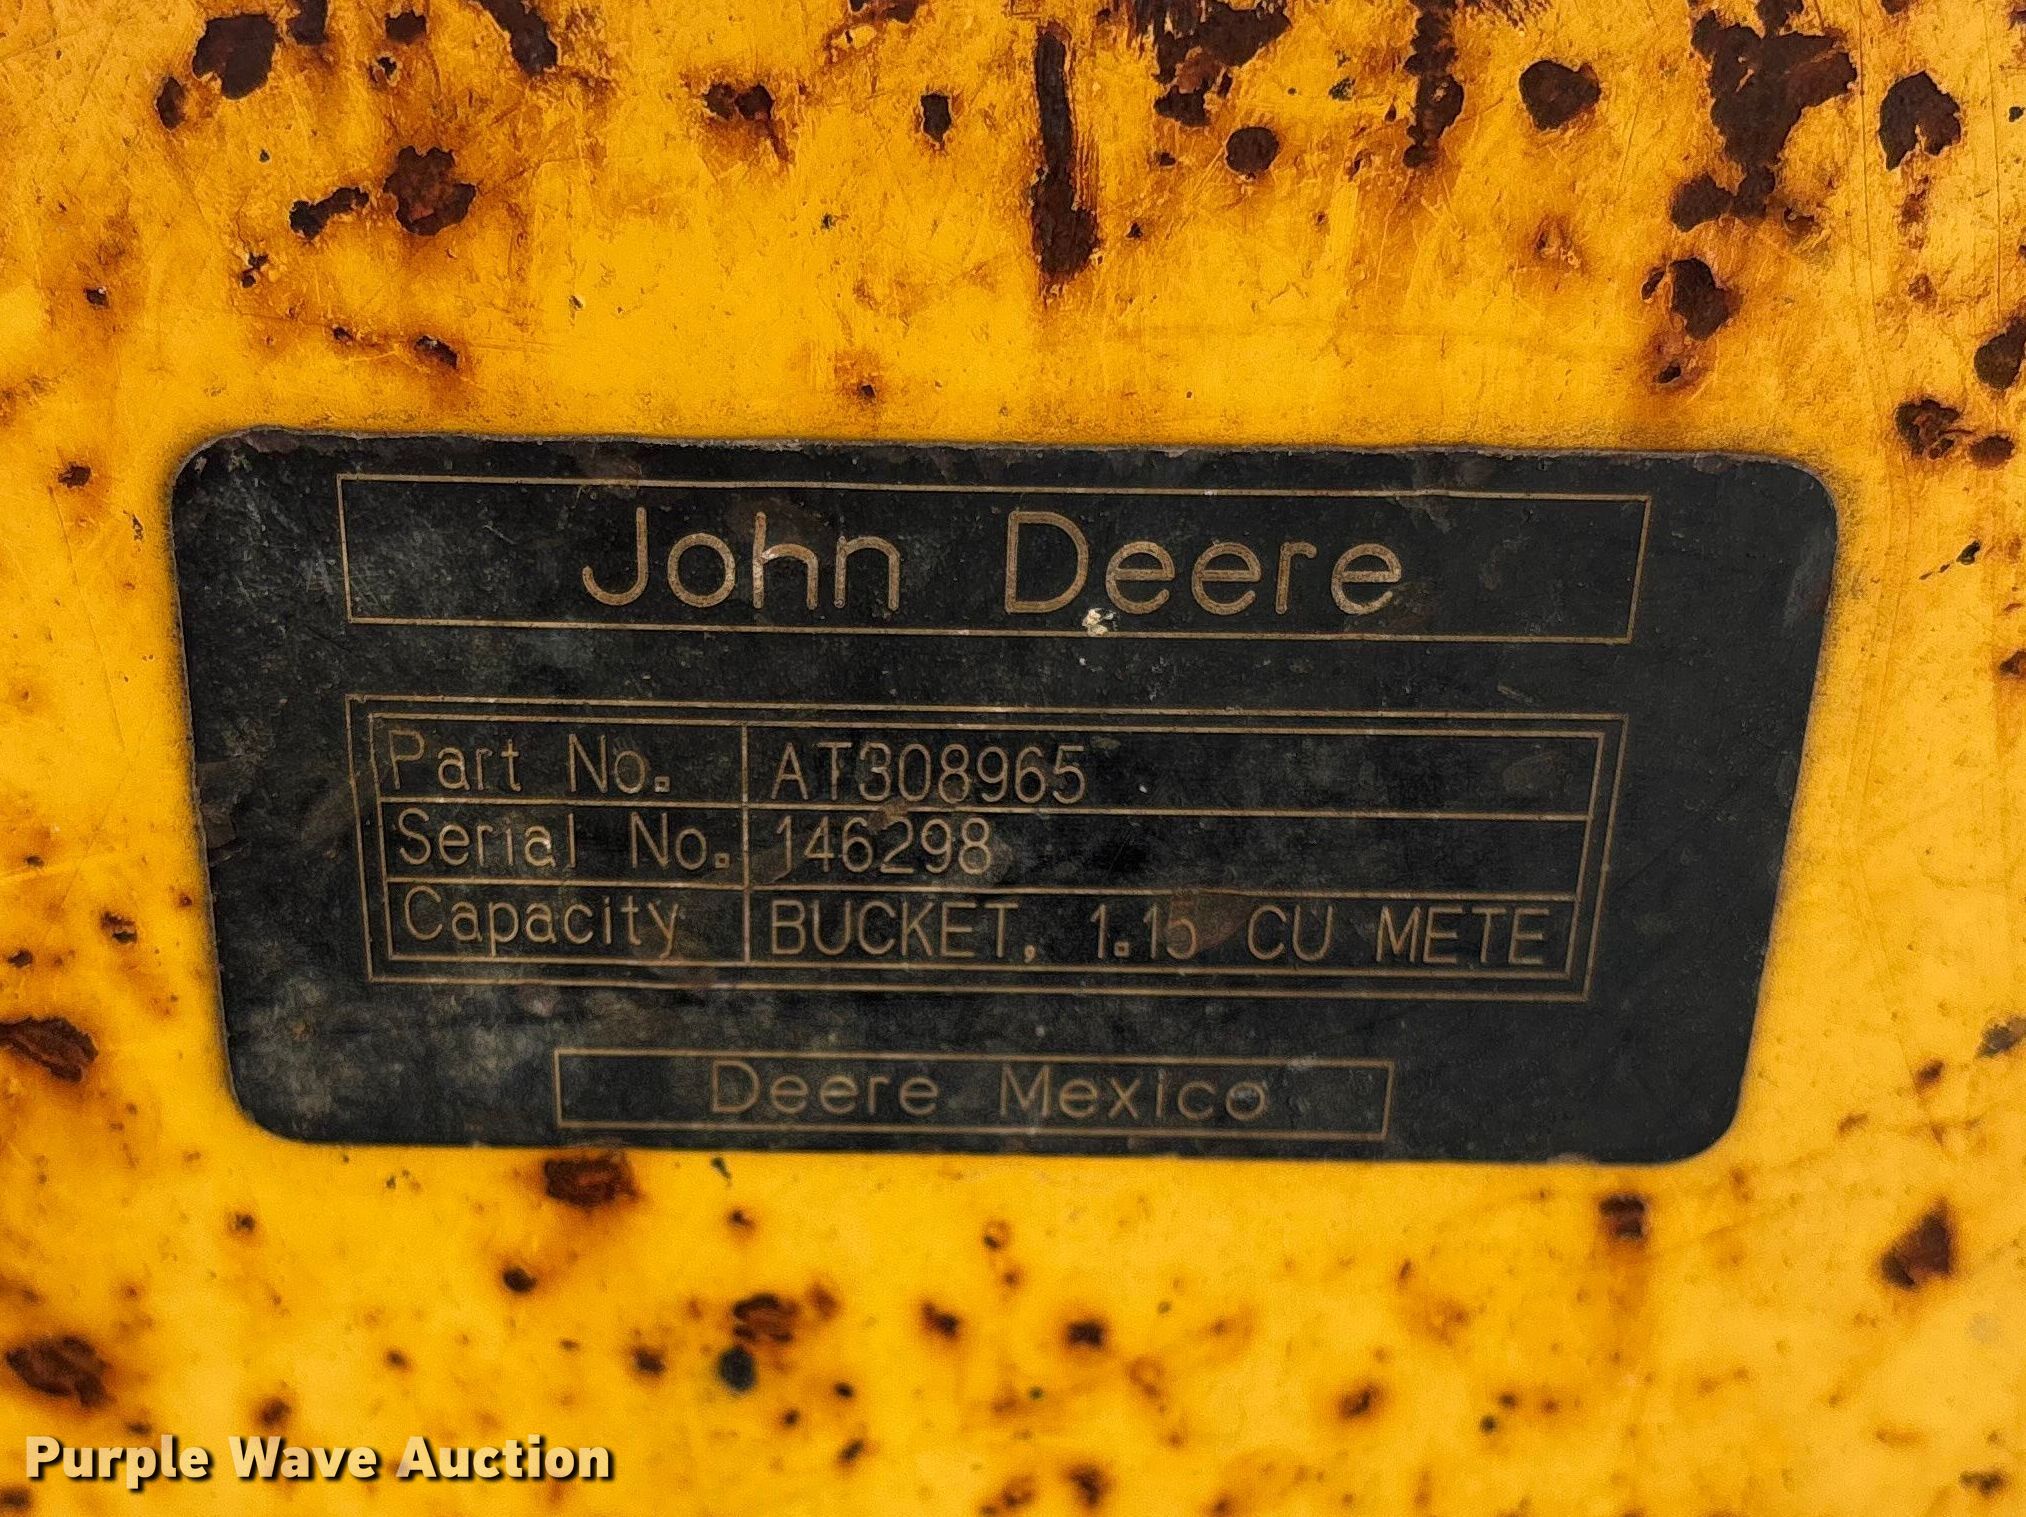 John Deere
Part No. AT308965
Serial No. 146298
Capacity BUCKET, 1.15 CU METE
Deere Mexico
Purple Wave Auction